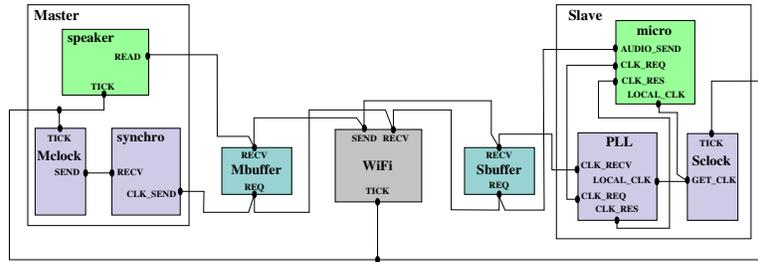 Master
speaker
READ
TICK
TICK
Mclock
SEND
synchro
RECV
CLK_SEND
RECV
Mbuffer
REQ
SEND RECV
WiFi
TICK
RECV
Sbuffer
REQ
Slave
micro
AUDIO_SEND
CLK_REQ
CLK_RES
LOCAL_CLK
PLL
CLK_RECV
LOCAL_CLK
CLK_REQ
CLK_RES
TICK
Sclock
GET_CLK